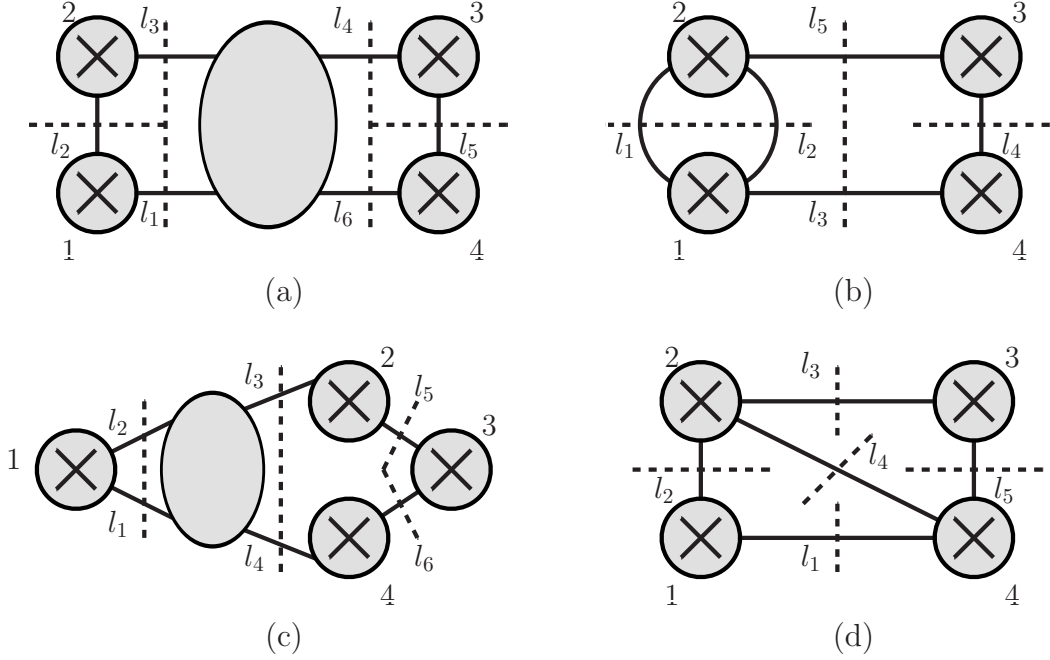 2 l₃ l₄ 3
l₂ l₅
l₁ l₆
1 4
(a)
2 l₅ 3
l₁ l₂ l₄
l₃
1 4
(b)
2
l₃ l₅
l₂ 3
1
l₁
l₄ l₆
4
(c)
2 l₃ 3
l₄
l₂ l₅
l₁
1 4
(d)